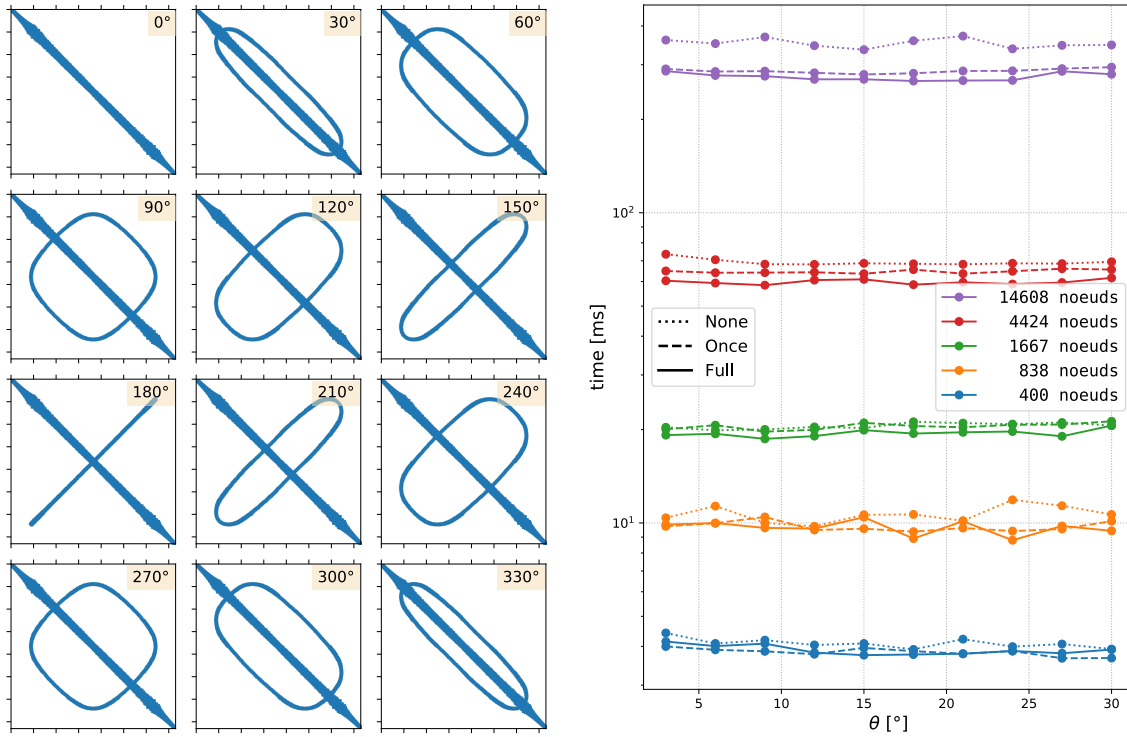 0°
30°
60°
90°
120°
150°
180°
210°
240°
270°
300°
330°
time [ms]
10²
10¹
None
Once
Full
14608 noeuds
4424 noeuds
1667 noeuds
838 noeuds
400 noeuds
5
10
15
20
25
30
θ [°]